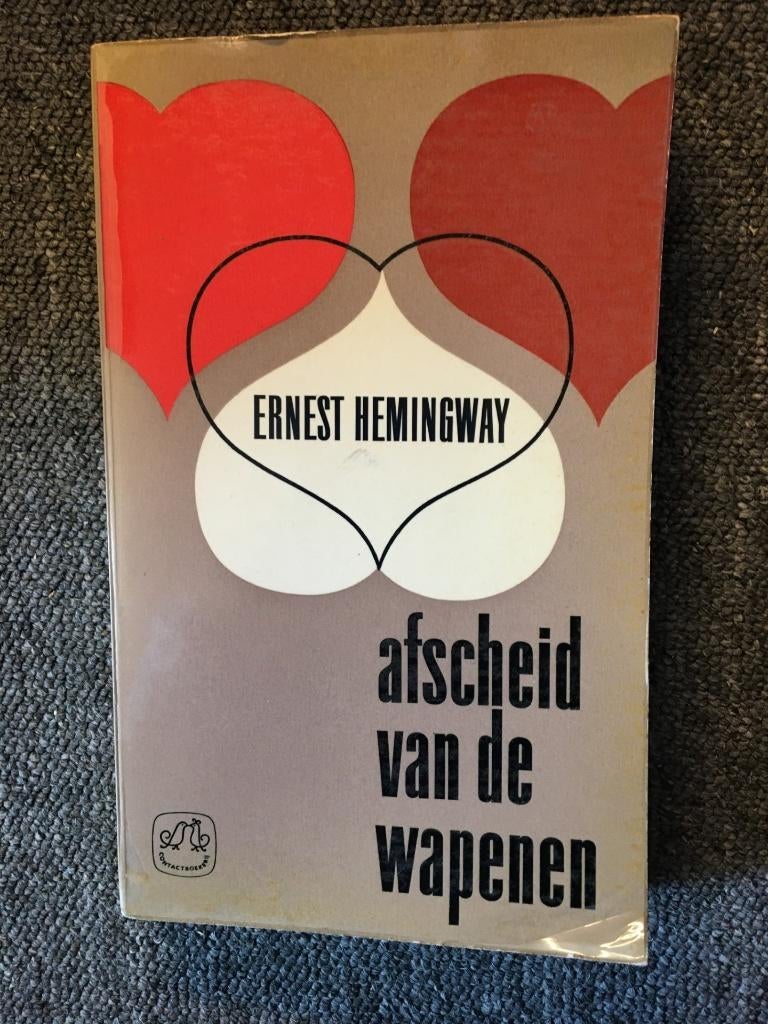 ERNEST HEMINGWAY
afscheid
van de
wapenen
CONTACTBOEKERIJ